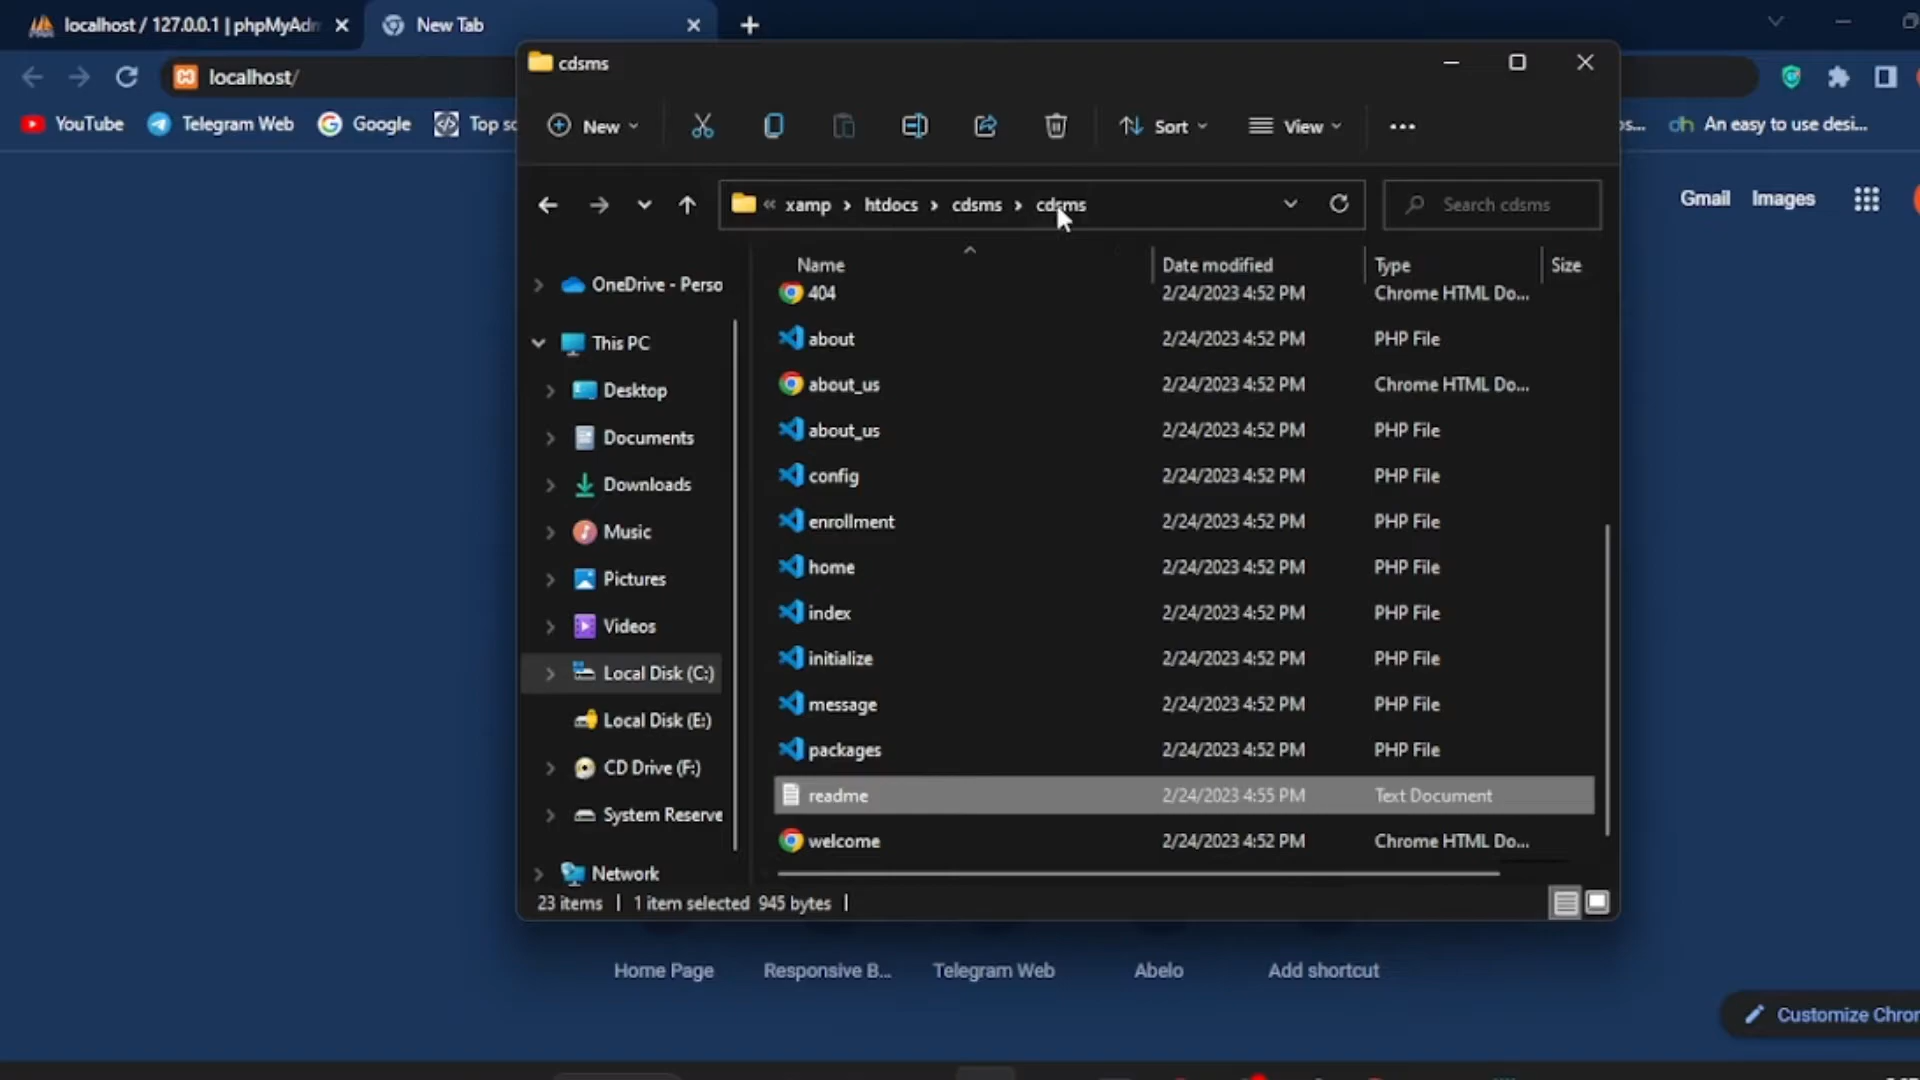 localhost / 127.0.0.1 | phpMyAdm
New Tab
localhost/
YouTube
Telegram Web
Google
Top sc
An easy to use desi...
Gmail
Images
cdsms
New
Sort
View
« xamp > htdocs > cdsms > cdsms
Search cdsms
OneDrive - Perso
This PC
Desktop
Documents
Downloads
Music
Pictures
Videos
Local Disk (C:)
Local Disk (E:)
CD Drive (F:)
System Reserve
Network
Name Date modified Type Size
404 2/24/2023 4:52 PM Chrome HTML Do...
about 2/24/2023 4:52 PM PHP File
about_us 2/24/2023 4:52 PM Chrome HTML Do...
about_us 2/24/2023 4:52 PM PHP File
config 2/24/2023 4:52 PM PHP File
enrollment 2/24/2023 4:52 PM PHP File
home 2/24/2023 4:52 PM PHP File
index 2/24/2023 4:52 PM PHP File
initialize 2/24/2023 4:52 PM PHP File
message 2/24/2023 4:52 PM PHP File
packages 2/24/2023 4:52 PM PHP File
readme 2/24/2023 4:55 PM Text Document
welcome 2/24/2023 4:52 PM Chrome HTML Do...
23 items | 1 item selected 945 bytes |
Home Page
Responsive B...
Telegram Web
Abelo
Add shortcut
Customize Chror